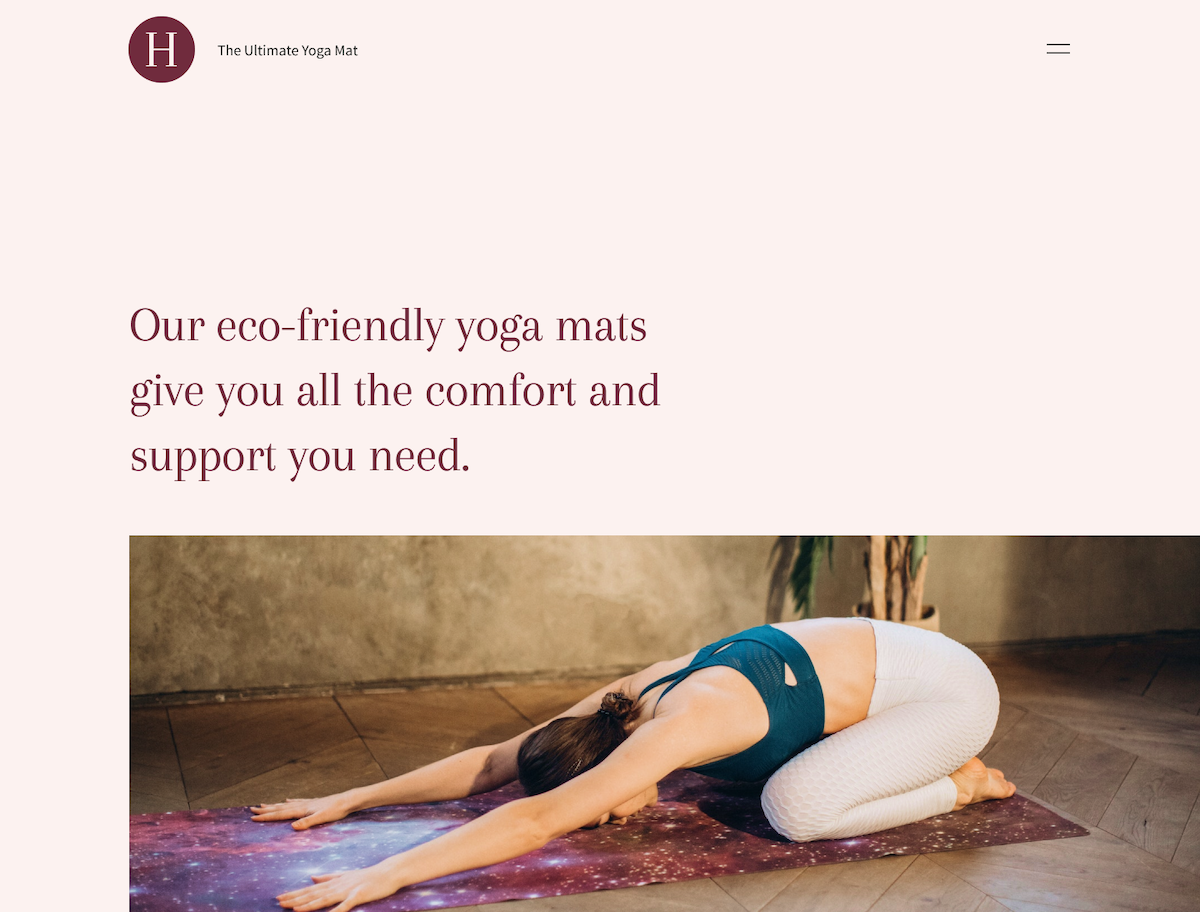 H
The Ultimate Yoga Mat
Our eco-friendly yoga mats
give you all the comfort and
support you need.